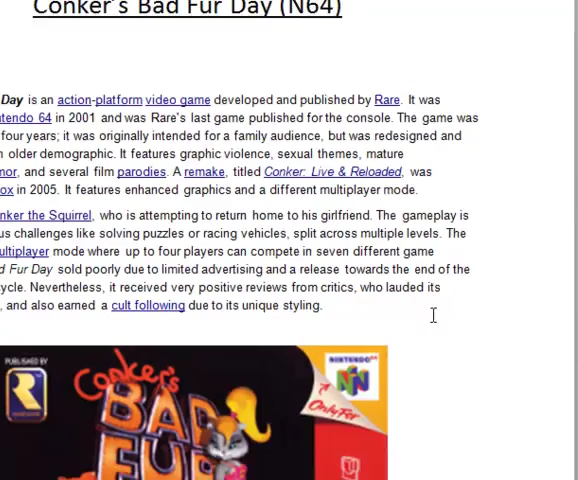 Conker's Bad Fur Day (N64)
Day is an action-platform video game developed and published by Rare. It was
tendo 64 in 2001 and was Rare's last game published for the console. The game was
four years; it was originally intended for a family audience, but was redesigned and
n older demographic. It features graphic violence, sexual themes, mature
mor, and several film parodies. A remake, titled Conker: Live & Reloaded, was
ox in 2005. It features enhanced graphics and a different multiplayer mode.
nker the Squirrel, who is attempting to return home to his girlfriend. The gameplay is
us challenges like solving puzzles or racing vehicles, split across multiple levels. The
ultiplayer mode where up to four players can compete in seven different game
d Fur Day sold poorly due to limited advertising and a release towards the end of the
ycle. Nevertheless, it received very positive reviews from critics, who lauded its
, and also earned a cult following due to its unique styling.
PUBLISHED BY
Conker's
BAD
FUR
NINTENDO 64
Only For